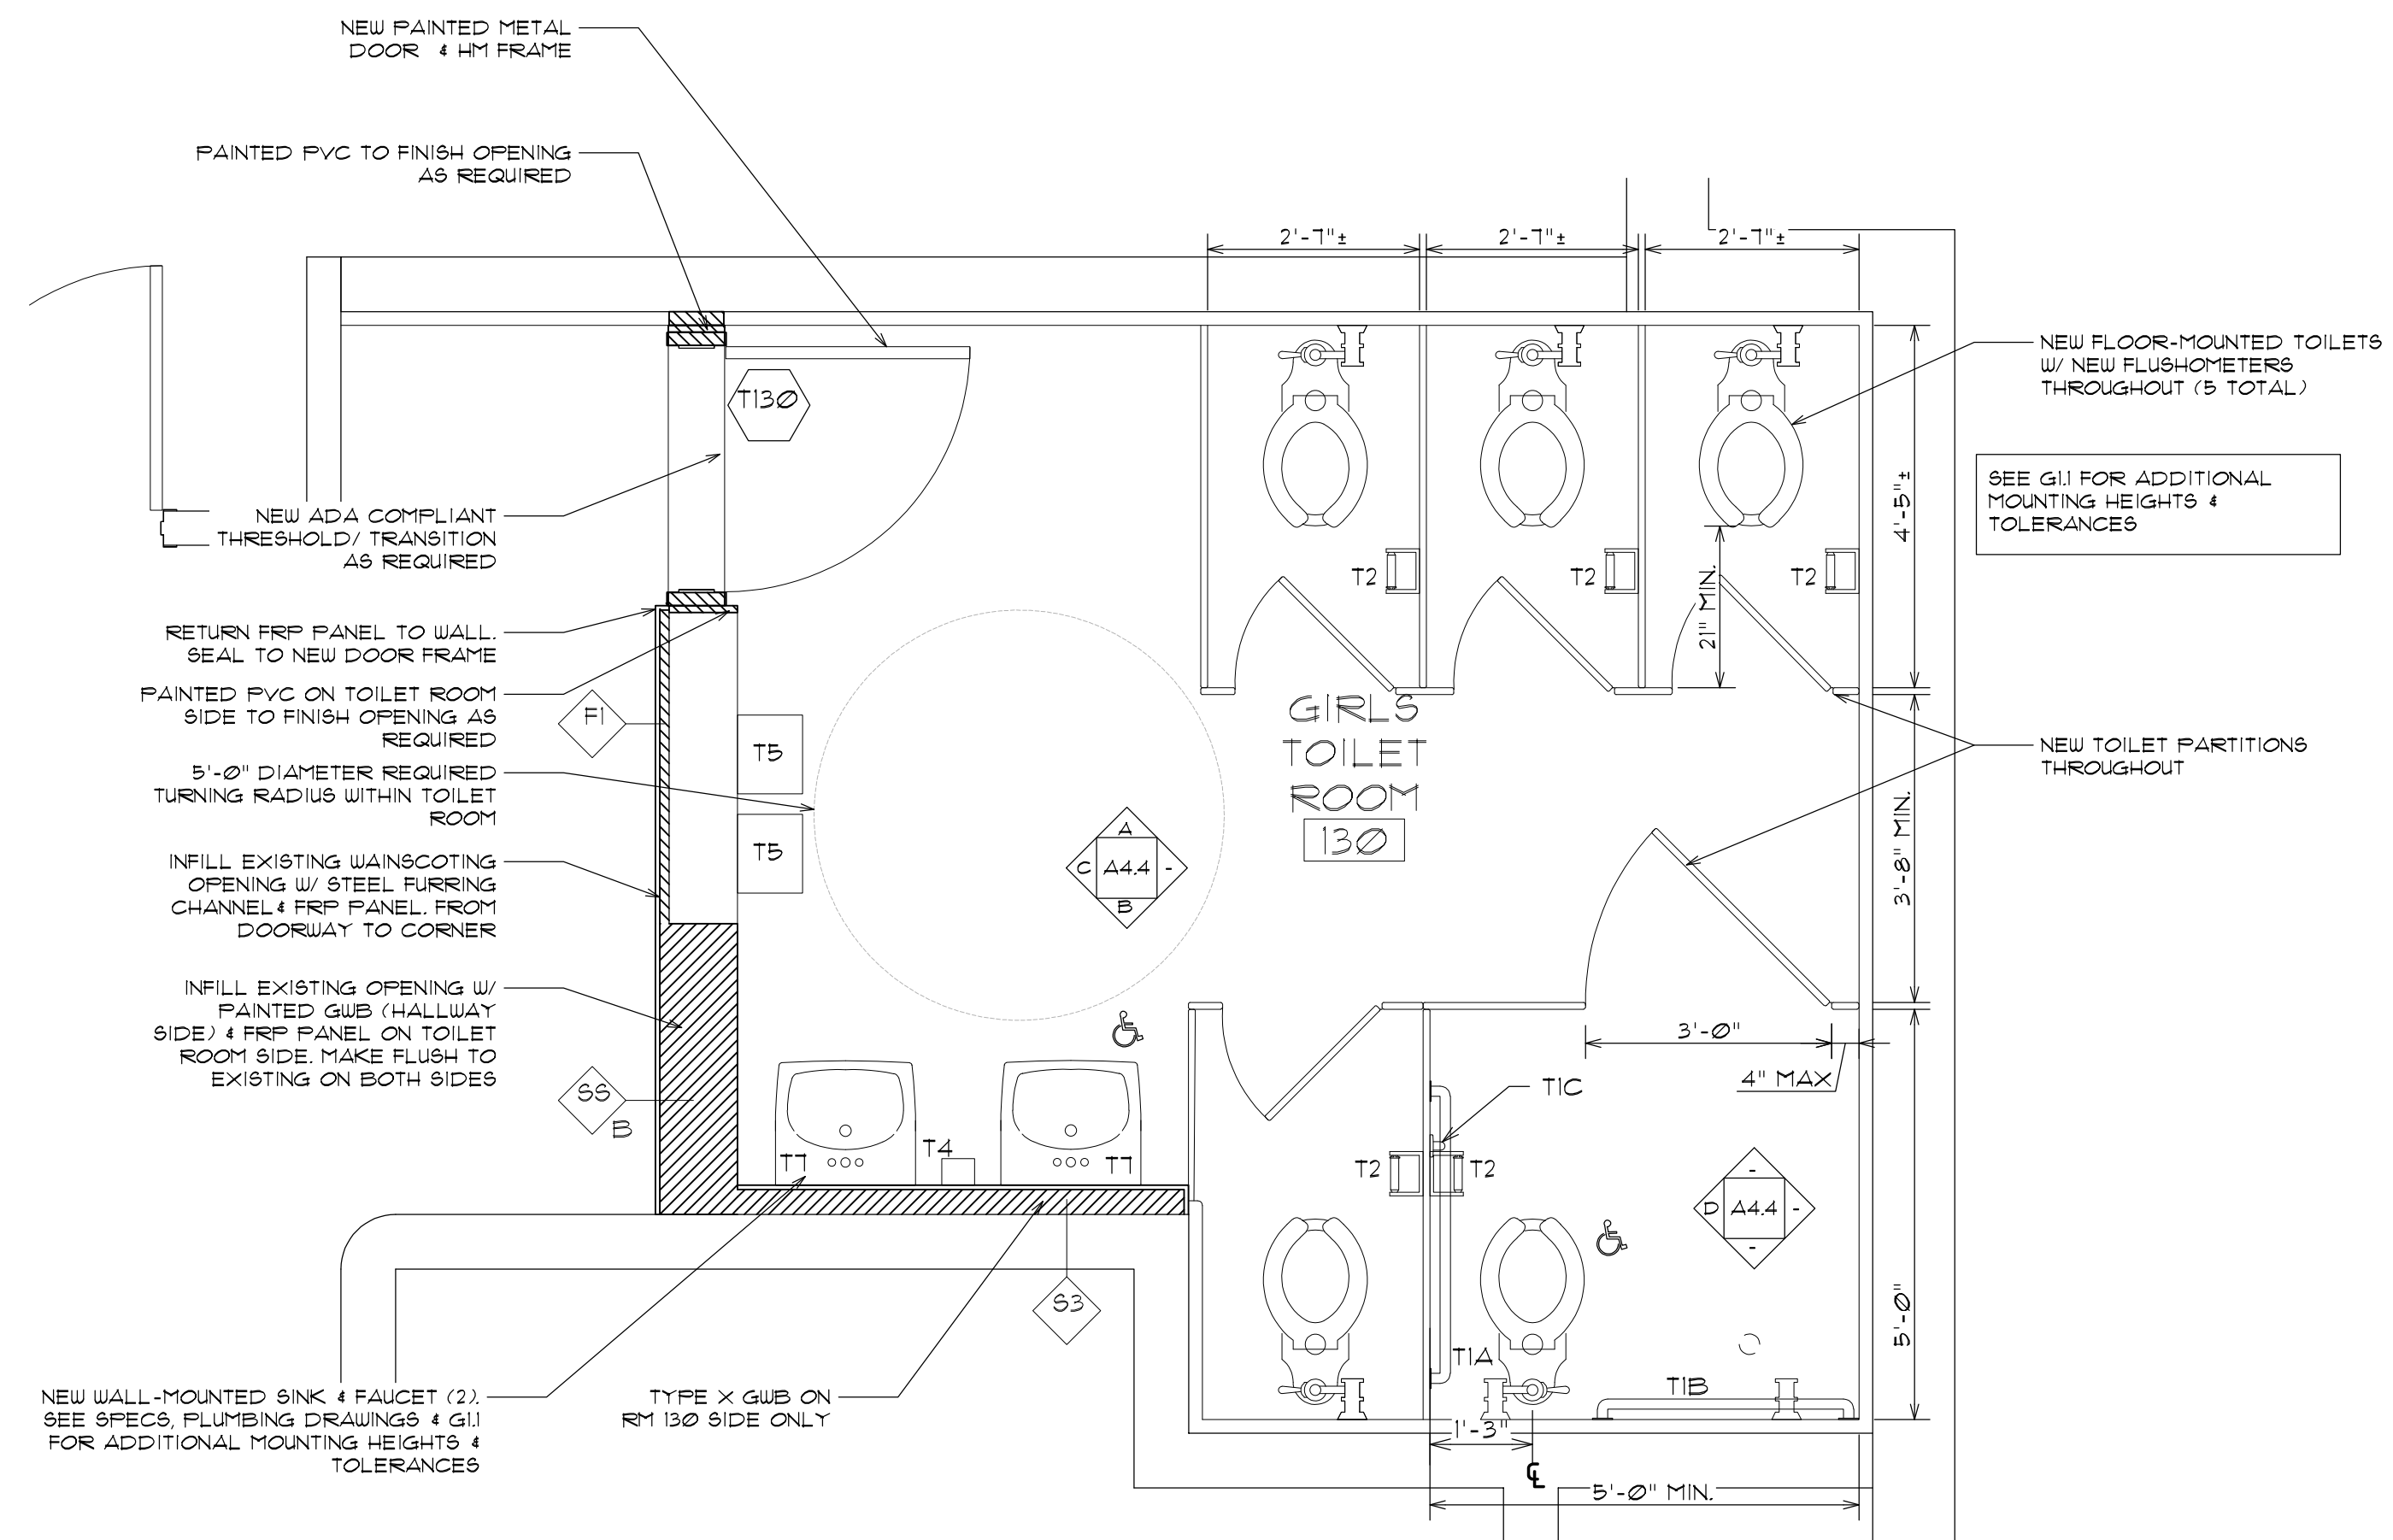 NEW PAINTED METAL
DOOR & HM FRAME
PAINTED PVC TO FINISH OPENING
AS REQUIRED
2'-7"±
2'-7"±
2'-7"±
T130
NEW FLOOR-MOUNTED TOILETS
W/ NEW FLUSHOMETERS
THROUGHOUT (5 TOTAL)
SEE G1.1 FOR ADDITIONAL
MOUNTING HEIGHTS &
TOLERANCES
4'-5"±
NEW ADA COMPLIANT
THRESHOLD/ TRANSITION
AS REQUIRED
T2
T2
T2
21" MIN.
RETURN FRP PANEL TO WALL.
SEAL TO NEW DOOR FRAME
PAINTED PVC ON TOILET ROOM
SIDE TO FINISH OPENING AS
REQUIRED
F1
T5
T5
GIRLS
TOILET
ROOM
130
NEW TOILET PARTITIONS
THROUGHOUT
5'-0" DIAMETER REQUIRED
TURNING RADIUS WITHIN TOILET
ROOM
A
C A4.4 -
B
3'-8" MIN.
INFILL EXISTING WAINSCOTING
OPENING W/ STEEL FURRING
CHANNEL & FRP PANEL. FROM
DOORWAY TO CORNER
INFILL EXISTING OPENING W/
PAINTED GWB (HALLWAY
SIDE) & FRP PANEL ON TOILET
ROOM SIDE. MAKE FLUSH TO
EXISTING ON BOTH SIDES
SS
B
3'-0"
4" MAX
T1C
T7
T4
T7
T2
T2
-
D A4.4 -
-
S3
5'-0"
T1A
T1B
NEW WALL-MOUNTED SINK & FAUCET (2).
SEE SPECS, PLUMBING DRAWINGS & G1.1
FOR ADDITIONAL MOUNTING HEIGHTS &
TOLERANCES
TYPE X GWB ON
RM 130 SIDE ONLY
1'-3"
CL
5'-0" MIN.